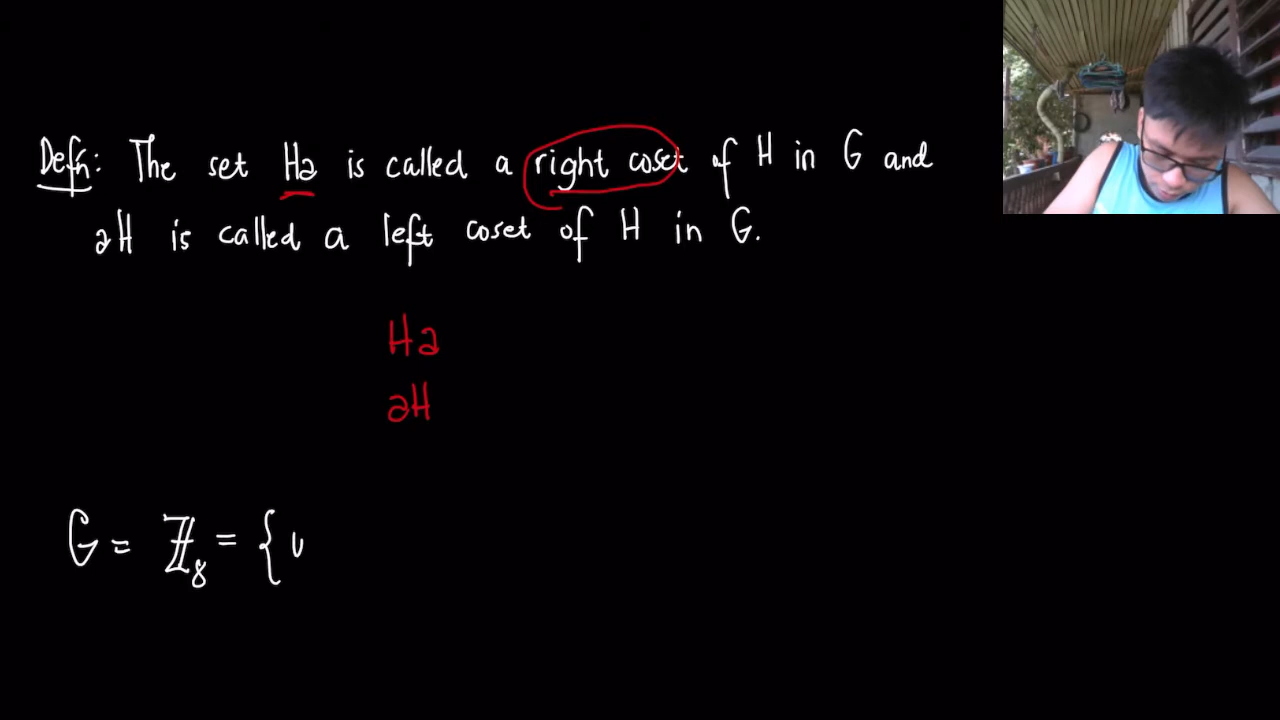 Defn: The set Ha is called a right coset of H in G and
aH is called a left coset of H in G.
Ha
aH
G = ℤ₈ = {